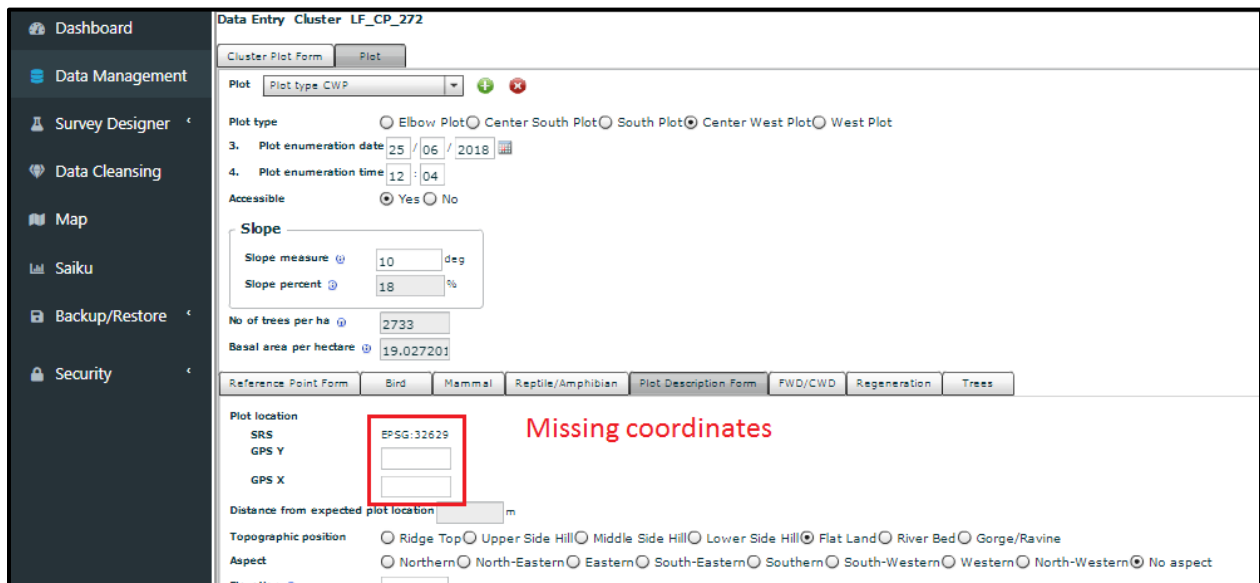 Dashboard
Data Management
Survey Designer
Data Cleansing
Map
Saiku
Backup/Restore
Security
Data Entry Cluster LF_CP_272
Cluster Plot Form Plot
Plot Plot type CWP
Plot type Elbow Plot Center South Plot South Plot Center West Plot West Plot
3. Plot enumeration date 25 / 06 / 2018
4. Plot enumeration time 12 : 04
Accessible Yes No
Slope
Slope measure 10 deg
Slope percent 18 %
No of trees per ha 2733
Basal area per hectare 19.027201
Reference Point Form Bird Mammal Reptile/Amphibian Plot Description Form FWD/CWD Regeneration Trees
Plot location
SRS EPSG:32629
GPS Y
GPS X
Missing coordinates
Distance from expected plot location m
Topographic position Ridge Top Upper Side Hill Middle Side Hill Lower Side Hill Flat Land River Bed Gorge/Ravine
Aspect Northern North-Eastern Eastern South-Eastern Southern South-Western Western North-Western No aspect